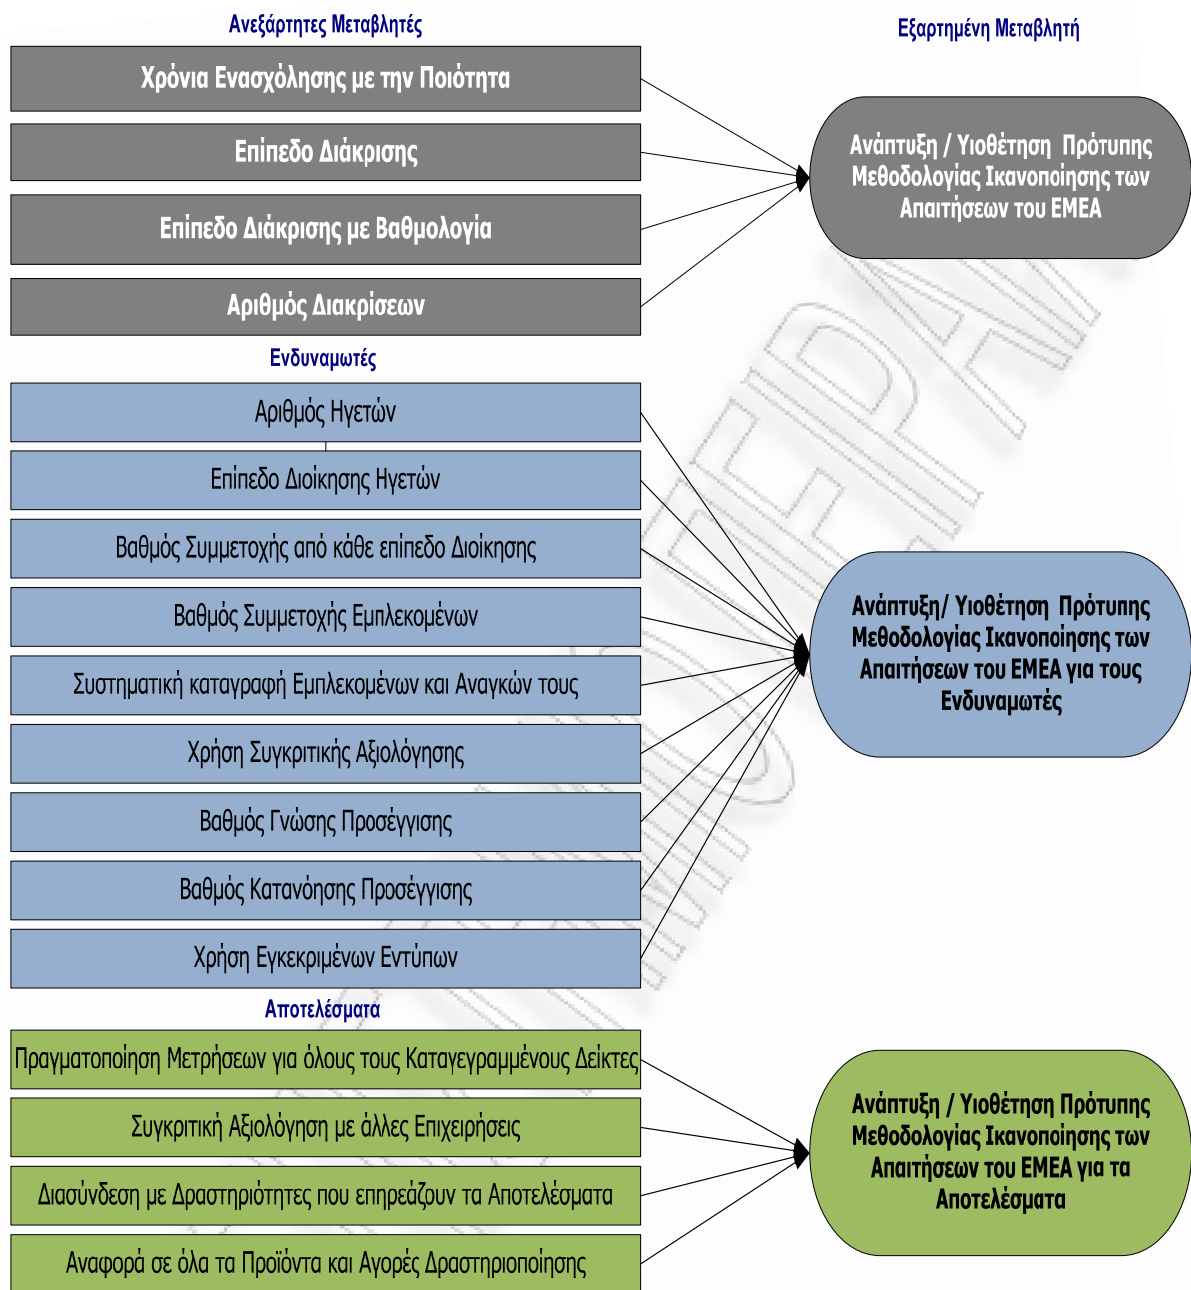 Ανεξάρτητες Μεταβλητές
Εξαρτημένη Μεταβλητή
Χρόνια Ενασχόλησης με την Ποιότητα
Επίπεδο Διάκρισης
Επίπεδο Διάκρισης με Βαθμολογία
Αριθμός Διακρίσεων
Ανάπτυξη / Υιοθέτηση Πρότυπης
Μεθοδολογίας Ικανοποίησης των
Απαιτήσεων του ΕΜΕΑ
Ενδυναμωτές
Αριθμός Ηγετών
Επίπεδο Διοίκησης Ηγετών
Βαθμός Συμμετοχής από κάθε επίπεδο Διοίκησης
Βαθμός Συμμετοχής Εμπλεκομένων
Συστηματική καταγραφή Εμπλεκομένων και Αναγκών τους
Χρήση Συγκριτικής Αξιολόγησης
Βαθμός Γνώσης Προσέγγισης
Βαθμός Κατανόησης Προσέγγισης
Χρήση Εγκεκριμένων Εντύπων
Ανάπτυξη/ Υιοθέτηση Πρότυπης
Μεθοδολογίας Ικανοποίησης των
Απαιτήσεων του ΕΜΕΑ για τους
Ενδυναμωτές
Αποτελέσματα
Πραγματοποίηση Μετρήσεων για όλους τους Καταγεγραμμένους Δείκτες
Συγκριτική Αξιολόγηση με άλλες Επιχειρήσεις
Διασύνδεση με Δραστηριότητες που επηρεάζουν τα Αποτελέσματα
Αναφορά σε όλα τα Προϊόντα και Αγορές Δραστηριοποίησης
Ανάπτυξη / Υιοθέτηση Πρότυπης
Μεθοδολογίας Ικανοποίησης των
Απαιτήσεων του ΕΜΕΑ για τα
Αποτελέσματα